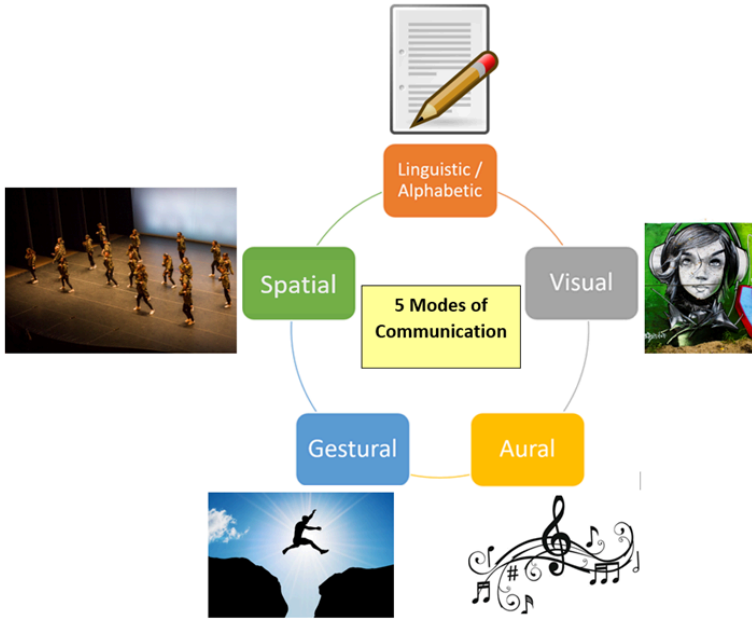 Linguistic /
Alphabetic
Spatial
Visual
5 Modes of
Communication
Gestural
Aural